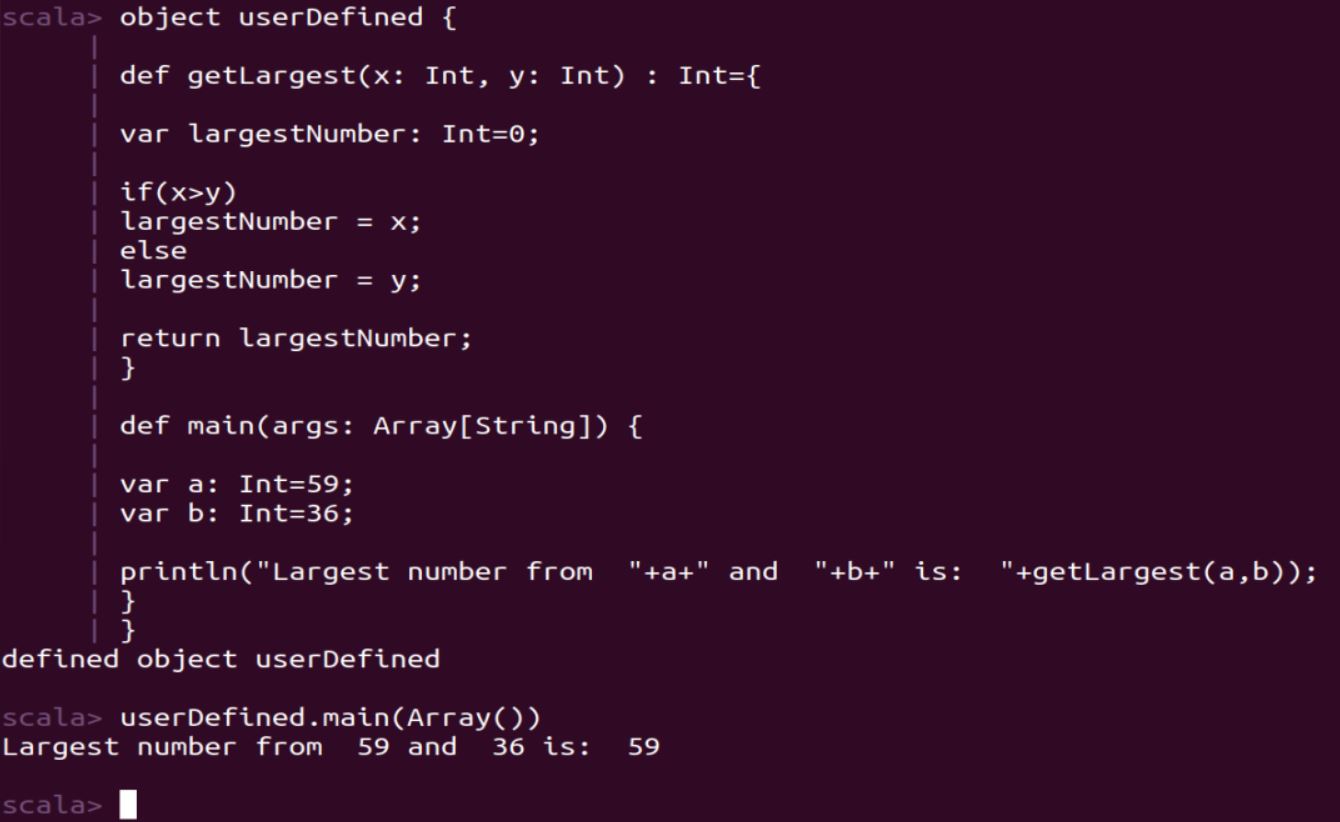 scala> object userDefined {
|
| def getLargest(x: Int, y: Int) : Int={
|
| var largestNumber: Int=0;
|
| if(x>y)
| largestNumber = x;
| else
| largestNumber = y;
|
| return largestNumber;
| }
|
| def main(args: Array[String]) {
|
| var a: Int=59;
| var b: Int=36;
|
| println("Largest number from  "+a+" and  "+b+" is:  "+getLargest(a,b));
| }
| }
defined object userDefined
scala> userDefined.main(Array())
Largest number from  59 and  36 is:  59
scala>